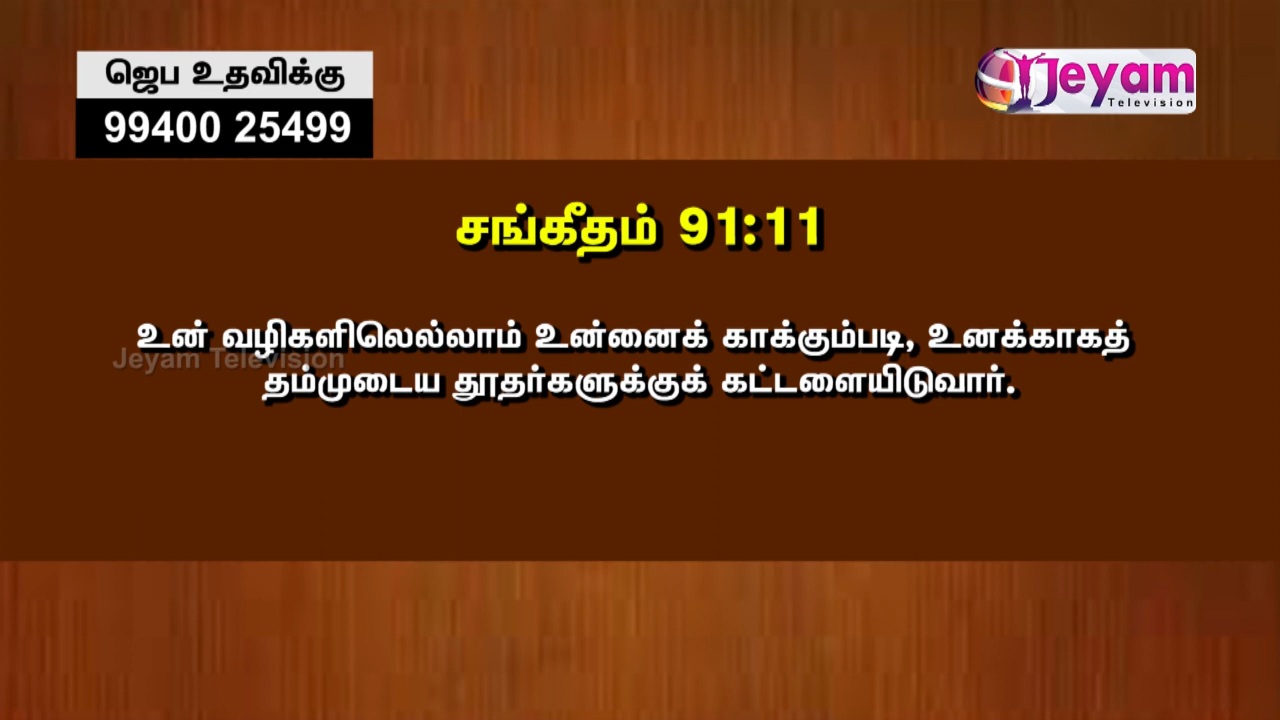 ஜெப உதவிக்கு
99400 25499
Jeyam
Television
சங்கீதம் 91:11
உன் வழிகளிலெல்லாம் உன்னைக் காக்கும்படி, உனக்காகத்
Jeyam Television
தம்முடைய தூதர்களுக்குக் கட்டளையிடுவார்.